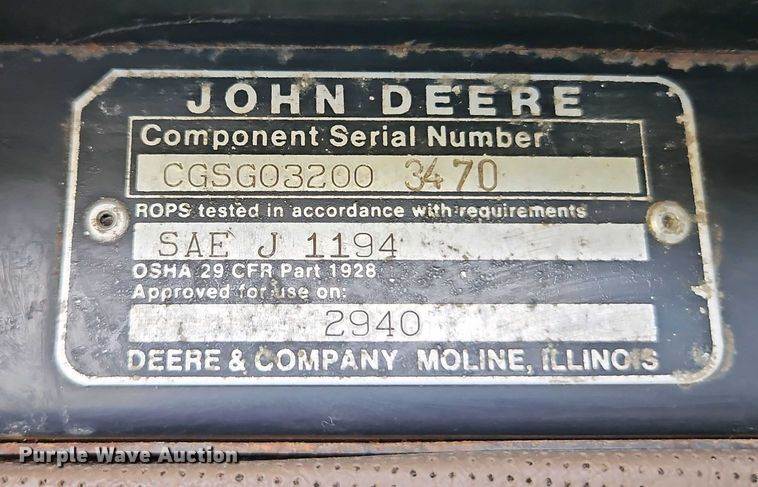 JOHN DEERE
Component Serial Number
CGSG03200 3470
ROPS tested in accordance with requirements
SAE J 1194
OSHA 29 CFR Part 1928
Approved for use on:
2940
DEERE & COMPANY MOLINE, ILLINOIS
Purple Wave Auction